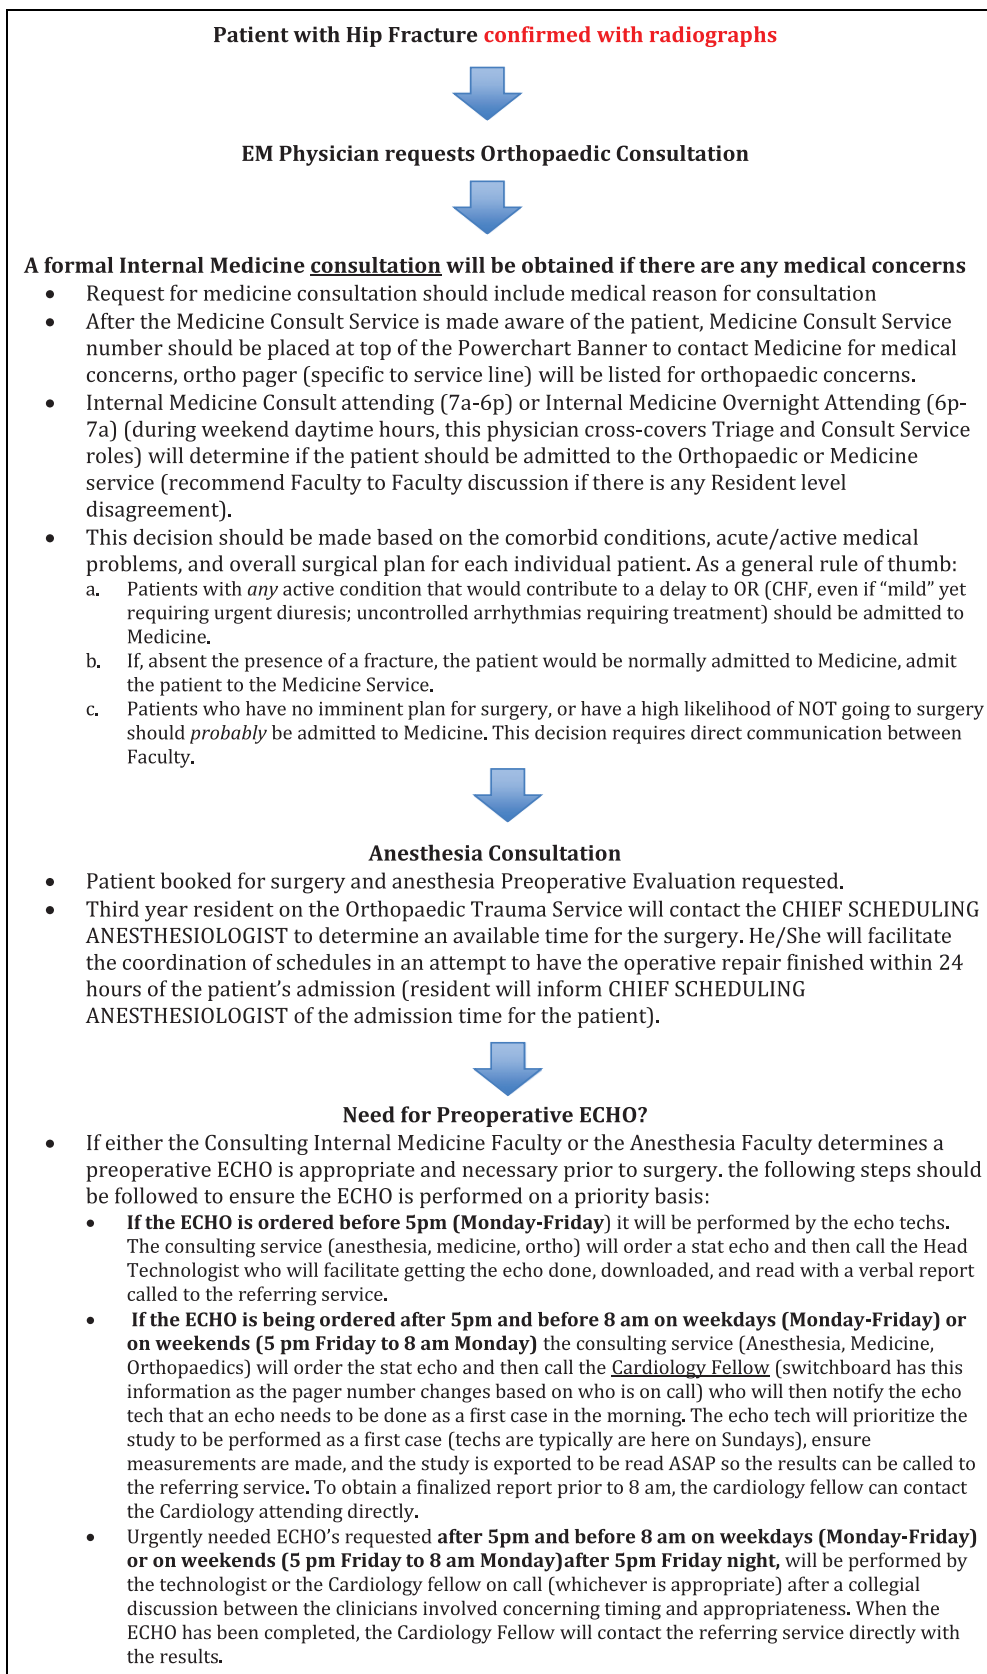 Patient with Hip Fracture confirmed with radiographs
EM Physician requests Orthopaedic Consultation
A formal Internal Medicine consultation will be obtained if there are any medical concerns
• Request for medicine consultation should include medical reason for consultation
• After the Medicine Consult Service is made aware of the patient, Medicine Consult Service
number should be placed at top of the Powerchart Banner to contact Medicine for medical
concerns, ortho pager (specific to service line) will be listed for orthopaedic concerns.
• Internal Medicine Consult attending (7a-6p) or Internal Medicine Overnight Attending (6p-
7a) (during weekend daytime hours, this physician cross-covers Triage and Consult Service
roles) will determine if the patient should be admitted to the Orthopaedic or Medicine
service (recommend Faculty to Faculty discussion if there is any Resident level
disagreement).
• This decision should be made based on the comorbid conditions, acute/active medical
problems, and overall surgical plan for each individual patient. As a general rule of thumb:
a. Patients with any active condition that would contribute to a delay to OR (CHF, even if “mild” yet
requiring urgent diuresis; uncontrolled arrhythmias requiring treatment) should be admitted to
Medicine.
b. If, absent the presence of a fracture, the patient would be normally admitted to Medicine, admit
the patient to the Medicine Service.
c. Patients who have no imminent plan for surgery, or have a high likelihood of NOT going to surgery
should probably be admitted to Medicine. This decision requires direct communication between
Faculty.
Anesthesia Consultation
• Patient booked for surgery and anesthesia Preoperative Evaluation requested.
• Third year resident on the Orthopaedic Trauma Service will contact the CHIEF SCHEDULING
ANESTHESIOLOGIST to determine an available time for the surgery. He/She will facilitate
the coordination of schedules in an attempt to have the operative repair finished within 24
hours of the patient’s admission (resident will inform CHIEF SCHEDULING
ANESTHESIOLOGIST of the admission time for the patient).
Need for Preoperative ECHO?
• If either the Consulting Internal Medicine Faculty or the Anesthesia Faculty determines a
preoperative ECHO is appropriate and necessary prior to surgery. the following steps should
be followed to ensure the ECHO is performed on a priority basis:
• If the ECHO is ordered before 5pm (Monday-Friday) it will be performed by the echo techs.
The consulting service (anesthesia, medicine, ortho) will order a stat echo and then call the Head
Technologist who will facilitate getting the echo done, downloaded, and read with a verbal report
called to the referring service.
• If the ECHO is being ordered after 5pm and before 8 am on weekdays (Monday-Friday) or
on weekends (5 pm Friday to 8 am Monday) the consulting service (Anesthesia, Medicine,
Orthopaedics) will order the stat echo and then call the Cardiology Fellow (switchboard has this
information as the pager number changes based on who is on call) who will then notify the echo
tech that an echo needs to be done as a first case in the morning. The echo tech will prioritize the
study to be performed as a first case (techs are typically are here on Sundays), ensure
measurements are made, and the study is exported to be read ASAP so the results can be called to
the referring service. To obtain a finalized report prior to 8 am, the cardiology fellow can contact
the Cardiology attending directly.
• Urgently needed ECHO’s requested after 5pm and before 8 am on weekdays (Monday-Friday)
or on weekends (5 pm Friday to 8 am Monday)after 5pm Friday night, will be performed by
the technologist or the Cardiology fellow on call (whichever is appropriate) after a collegial
discussion between the clinicians involved concerning timing and appropriateness. When the
ECHO has been completed, the Cardiology Fellow will contact the referring service directly with
the results.